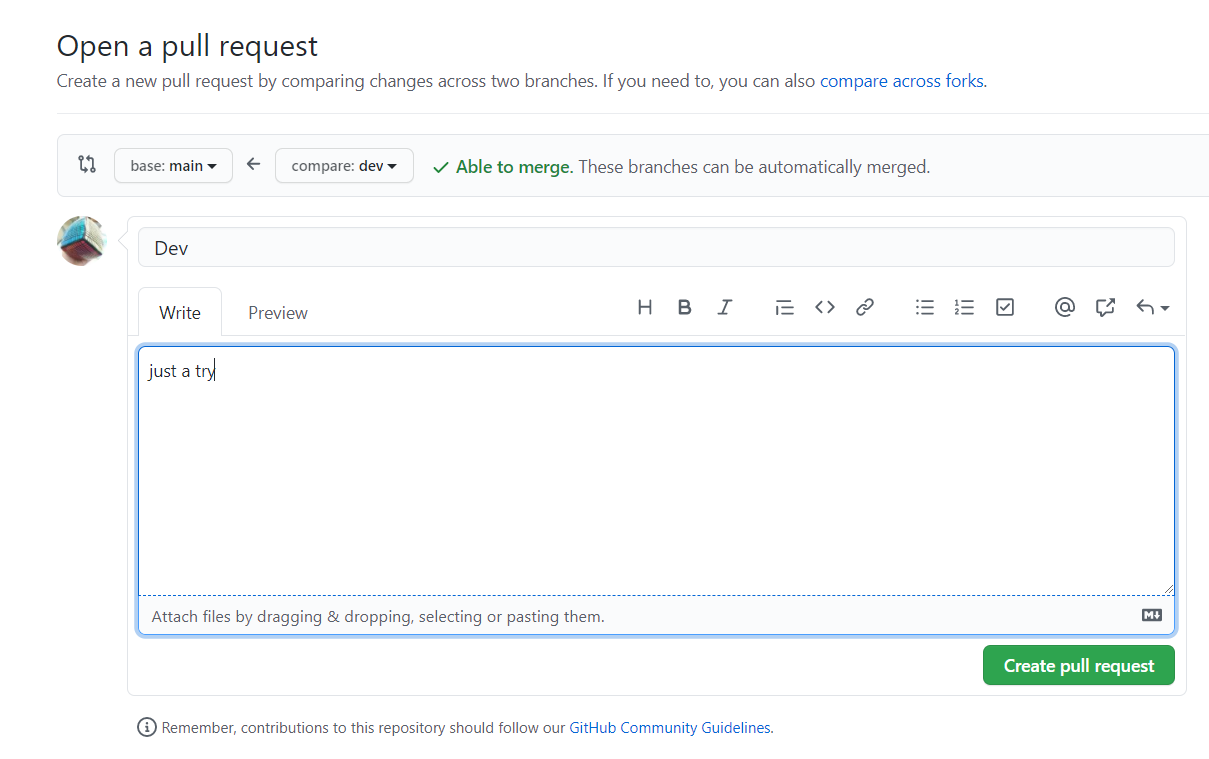 Open a pull request
Create a new pull request by comparing changes across two branches. If you need to, you can also compare across forks.
base: main
compare: dev
Able to merge. These branches can be automatically merged.
Dev
Write
Preview
just a try
Attach files by dragging & dropping, selecting or pasting them.
Create pull request
Remember, contributions to this repository should follow our GitHub Community Guidelines.